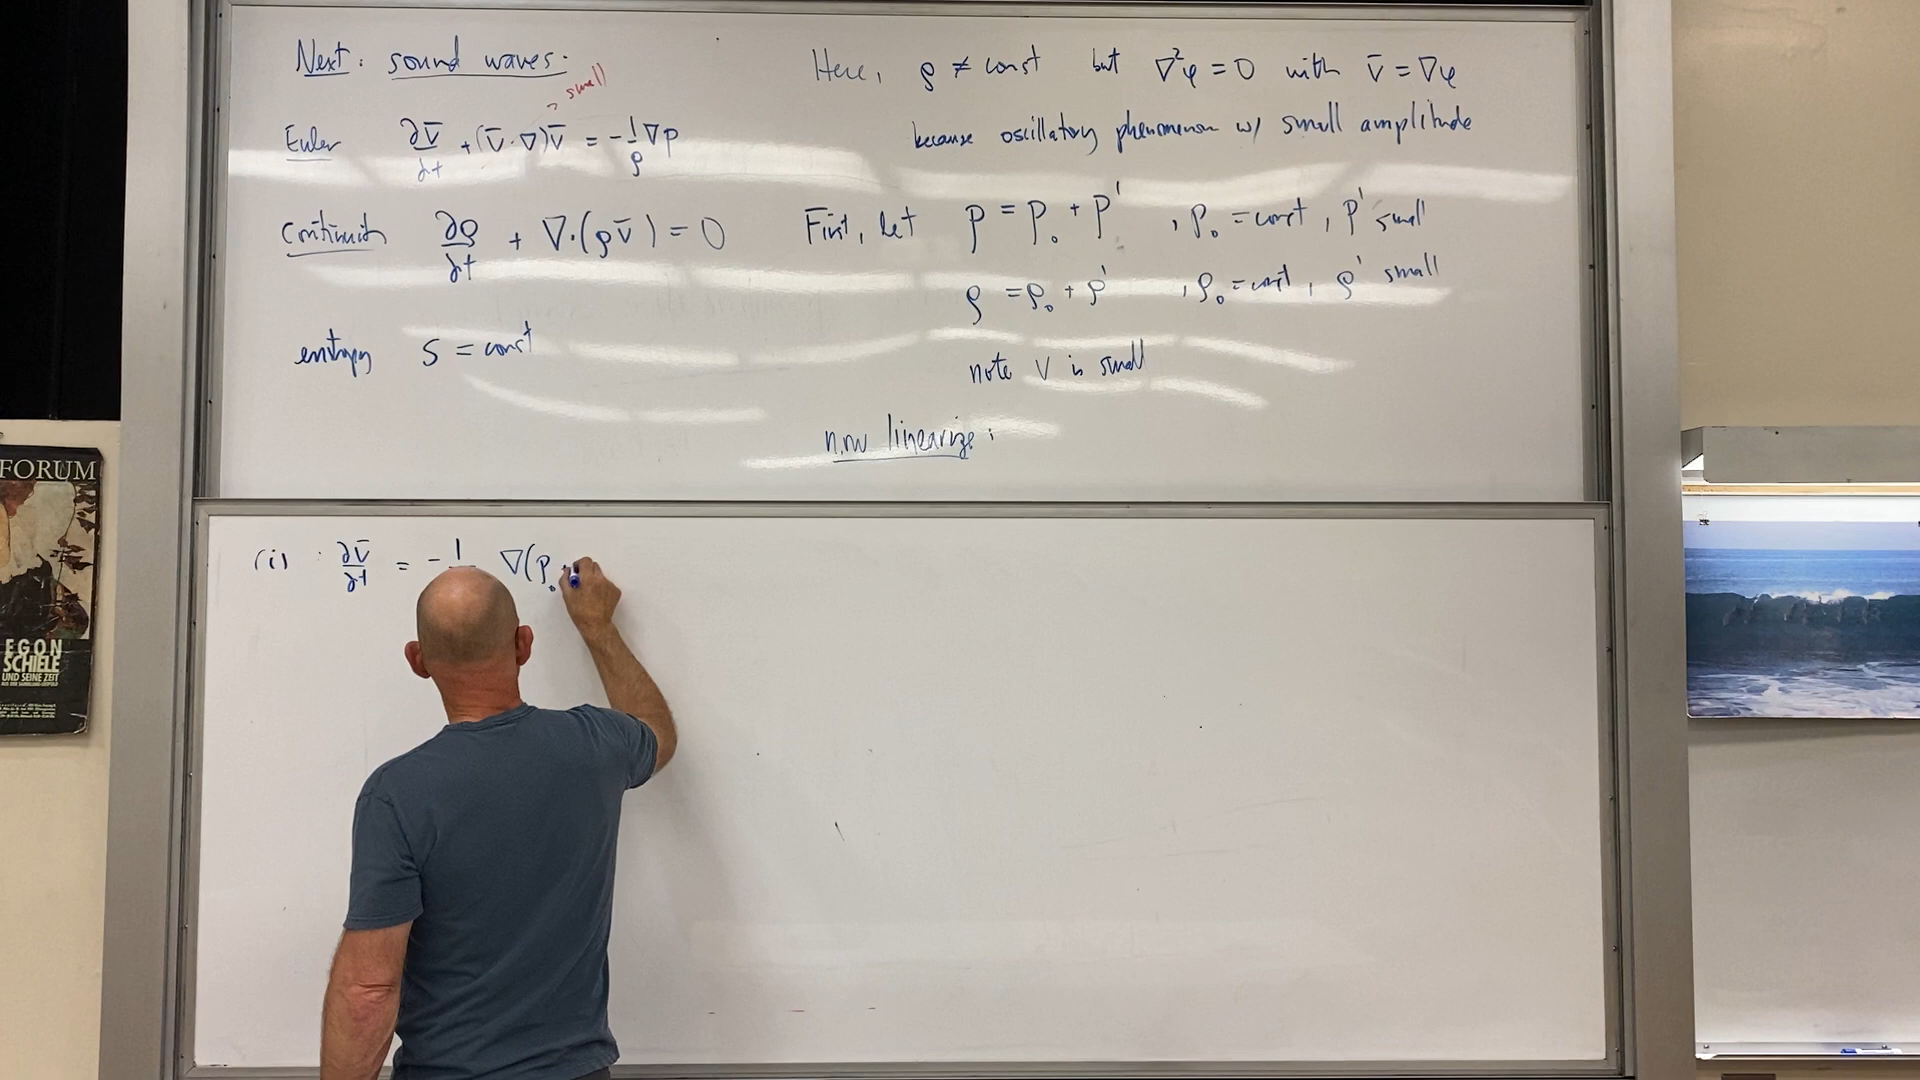 Next: sound waves.
→ small
Euler ∂v̄/∂t + (v̄·∇)v̄ = -1/ρ ∇p
Continuity ∂ρ/∂t + ∇·(ρv̄) = 0
entropy S = const
Here, ρ ≠ const but ∇²φ = 0 with v̄ = ∇φ
because oscillatory phenomenon w/ small amplitude
First, let p = p₀ + p' , p₀ = const, p' small
ρ = ρ₀ + ρ' , ρ₀ = const, ρ' small
note v is small
now linearize:
(i) : ∂v̄/∂t = -1 ∇(p₀
FORUM
EGON
SCHIELE
UND SEINE ZEIT